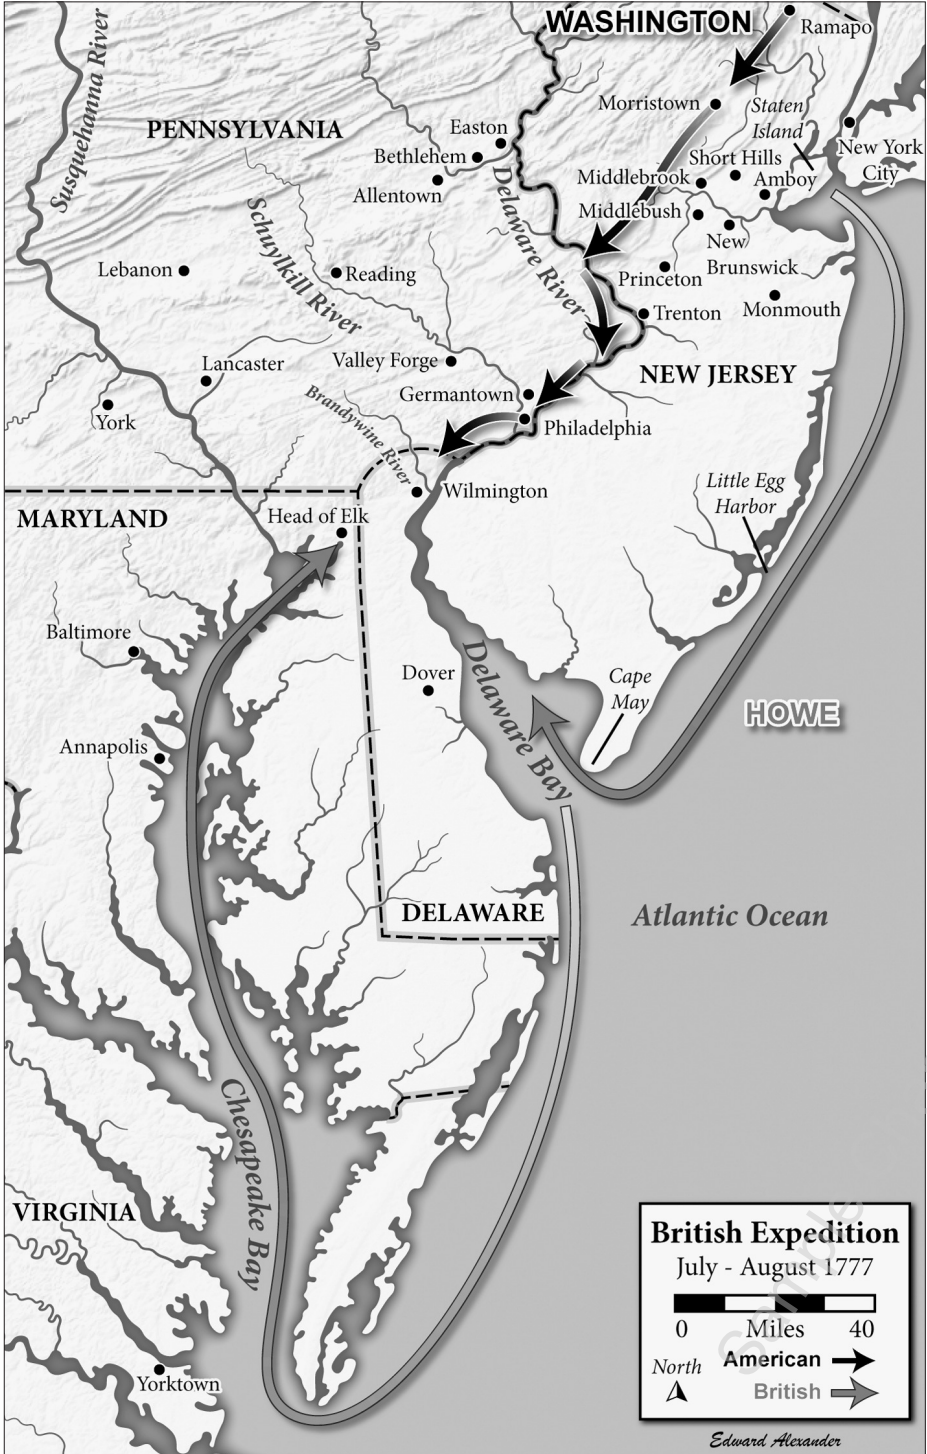 WASHINGTON
Ramapo
Susquehanna River
PENNSYLVANIA
Morristown
Staten
Island
Easton
Bethlehem
Allentown
New York
City
Short Hills
Middlebrook
Amboy
Middlebush
New
Brunswick
Delaware River
Schuylkill River
Lebanon
Reading
Princeton
Monmouth
Trenton
Lancaster
Valley Forge
NEW JERSEY
Germantown
York
Brandywine River
Philadelphia
Wilmington
Little Egg
Harbor
MARYLAND
Head of Elk
Baltimore
Dover
Delaware Bay
Cape
May
HOWE
Annapolis
DELAWARE
Atlantic Ocean
Chesapeake Bay
VIRGINIA
Yorktown
British Expedition
July - August 1777
0 Miles 40
North
American
British
Sample
Edward Alexander